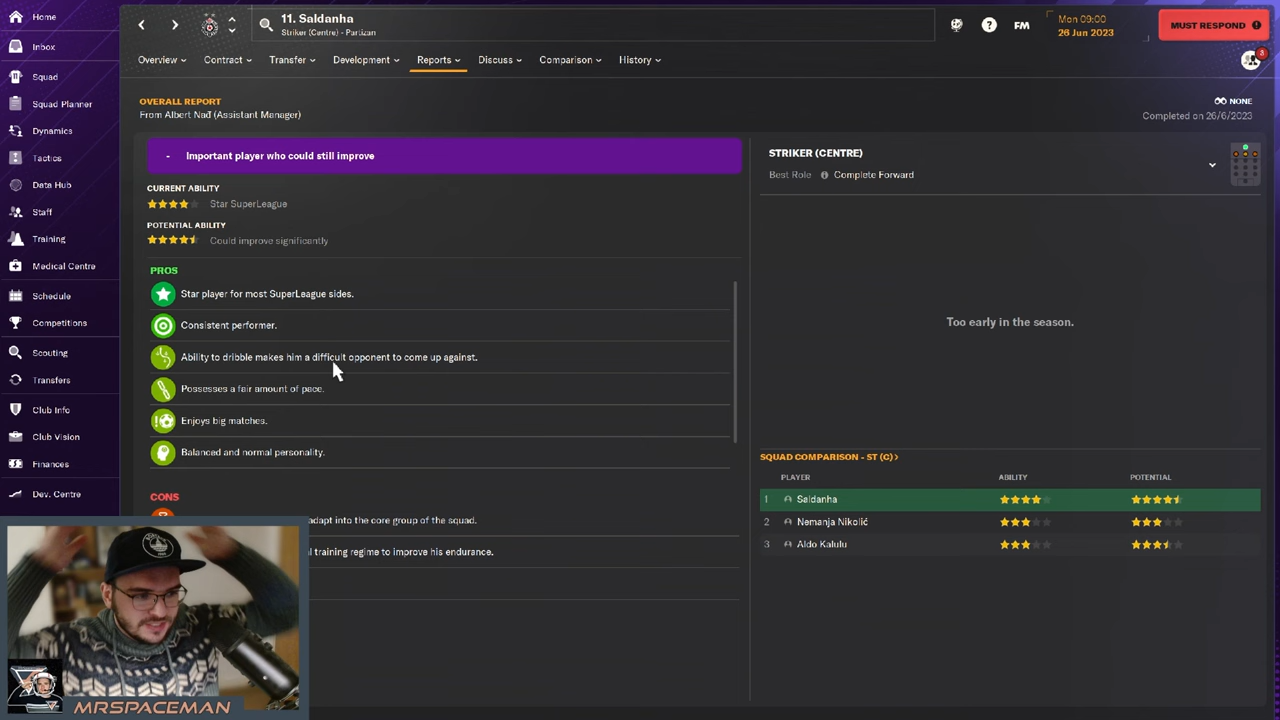 Home
Inbox
Squad
Squad Planner
Dynamics
Tactics
Data Hub
Staff
Training
Medical Centre
Schedule
Competitions
Scouting
Transfers
Club Info
Club Vision
Finances
Dev. Centre
11. Saldanha
Striker (Centre) - Partizan
FM
Mon 09:00
26 Jun 2023
MUST RESPOND
3
Overview
Contract
Transfer
Development
Reports
Discuss
Comparison
History
OVERALL REPORT
From Albert Nađ (Assistant Manager)
NONE
Completed on 26/6/2023
- Important player who could still improve
CURRENT ABILITY
Star SuperLeague
POTENTIAL ABILITY
Could improve significantly
PROS
Star player for most SuperLeague sides.
Consistent performer.
Ability to dribble makes him a difficult opponent to come up against.
Possesses a fair amount of pace.
Enjoys big matches.
Balanced and normal personality.
CONS
adapt into the core group of the squad.
l training regime to improve his endurance.
STRIKER (CENTRE)
Best Role Complete Forward
Too early in the season.
SQUAD COMPARISON - ST (C) >
PLAYER ABILITY POTENTIAL
1 Saldanha
2 Nemanja Nikolić
3 Aldo Kalulu
MRSPACEMAN